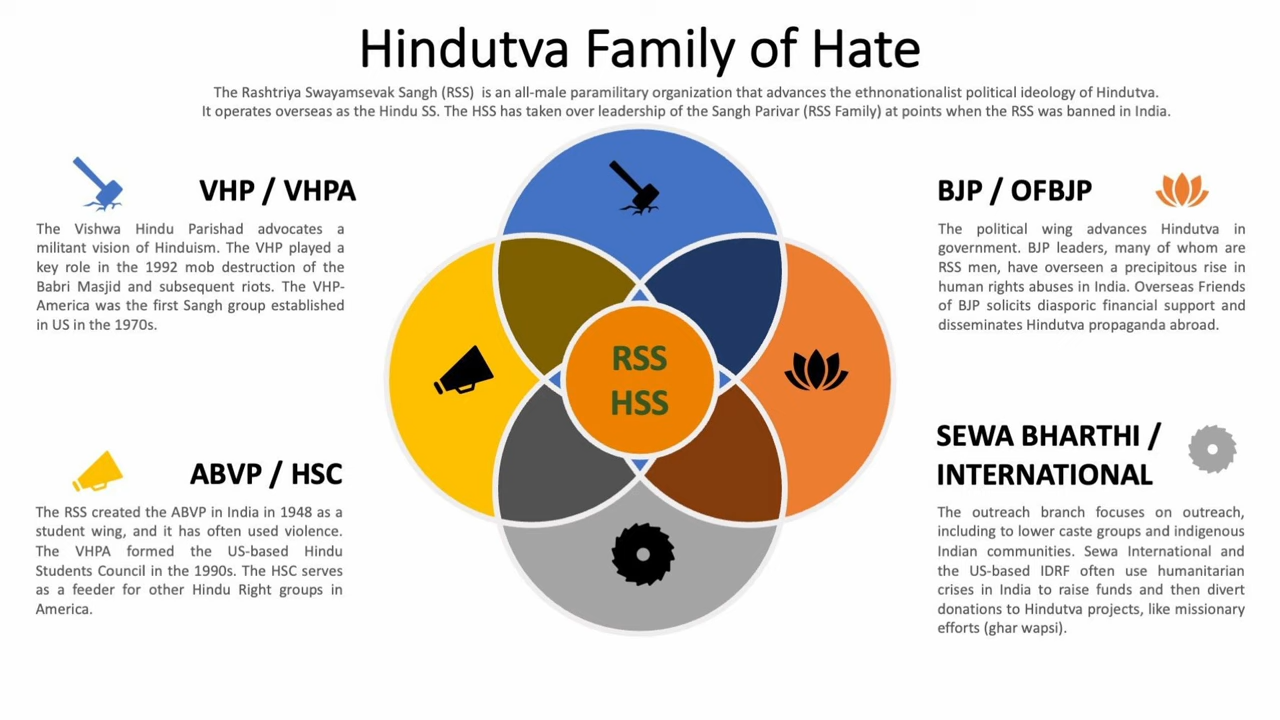 Hindutva Family of Hate
The Rashtriya Swayamsevak Sangh (RSS) is an all-male paramilitary organization that advances the ethnonationalist political ideology of Hindutva.
It operates overseas as the Hindu SS. The HSS has taken over leadership of the Sangh Parivar (RSS Family) at points when the RSS was banned in India.
VHP / VHPA
The Vishwa Hindu Parishad advocates a
militant vision of Hinduism. The VHP played a
key role in the 1992 mob destruction of the
Babri Masjid and subsequent riots. The VHP-
America was the first Sangh group established
in US in the 1970s.
BJP / OFBJP
The political wing advances Hindutva in
government. BJP leaders, many of whom are
RSS men, have overseen a precipitous rise in
human rights abuses in India. Overseas Friends
of BJP solicits diasporic financial support and
disseminates Hindutva propaganda abroad.
RSS
HSS
ABVP / HSC
The RSS created the ABVP in India in 1948 as a
student wing, and it has often used violence.
The VHPA formed the US-based Hindu
Students Council in the 1990s. The HSC serves
as a feeder for other Hindu Right groups in
America.
SEWA BHARTHI /
INTERNATIONAL
The outreach branch focuses on outreach,
including to lower caste groups and indigenous
Indian communities. Sewa International and
the US-based IDRF often use humanitarian
crises in India to raise funds and then divert
donations to Hindutva projects, like missionary
efforts (ghar wapsi).